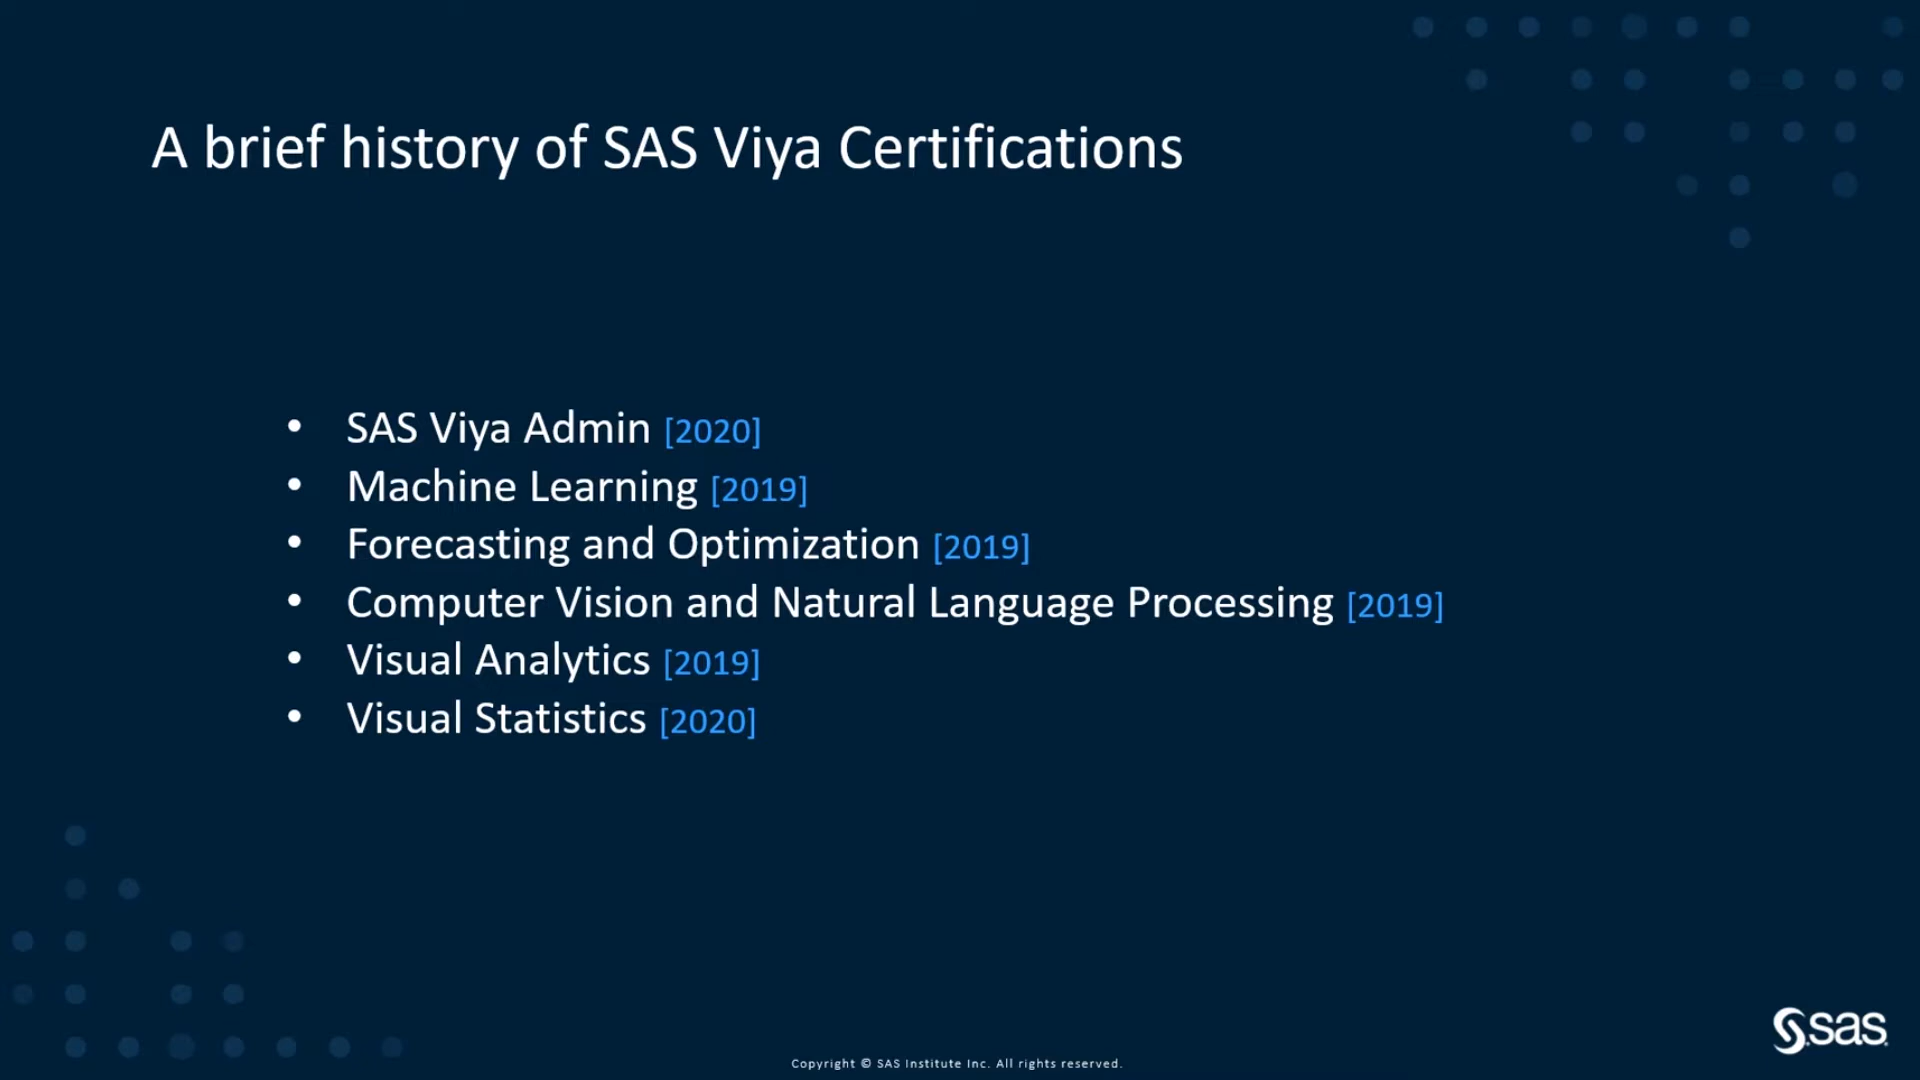 A brief history of SAS Viya Certifications
• SAS Viya Admin [2020]
• Machine Learning [2019]
• Forecasting and Optimization [2019]
• Computer Vision and Natural Language Processing [2019]
• Visual Analytics [2019]
• Visual Statistics [2020]
sas
Copyright © SAS Institute Inc. All rights reserved.